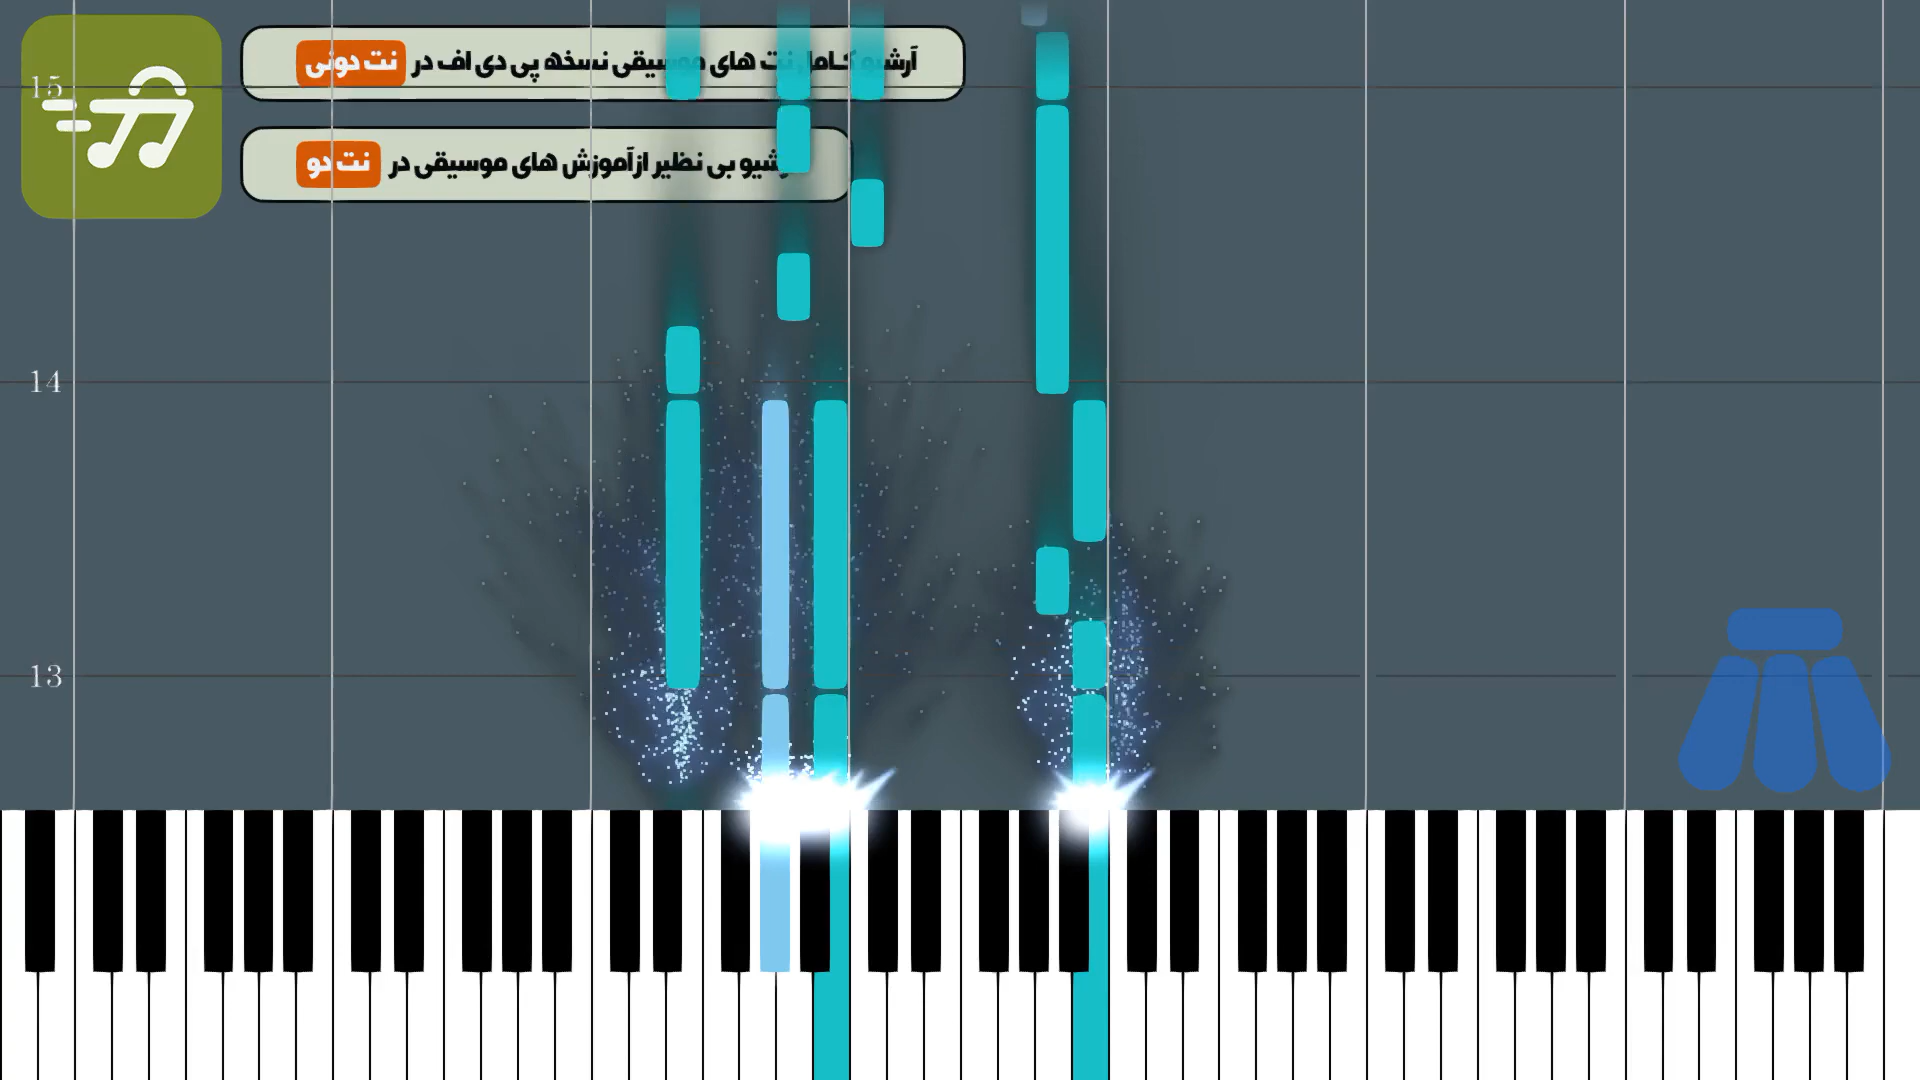 آرشیو کامل نت های موسیقی نسخه پی دی اف در نت دونی
آرشیو بی نظیر از آموزش های موسیقی در نت دو
15
14
13